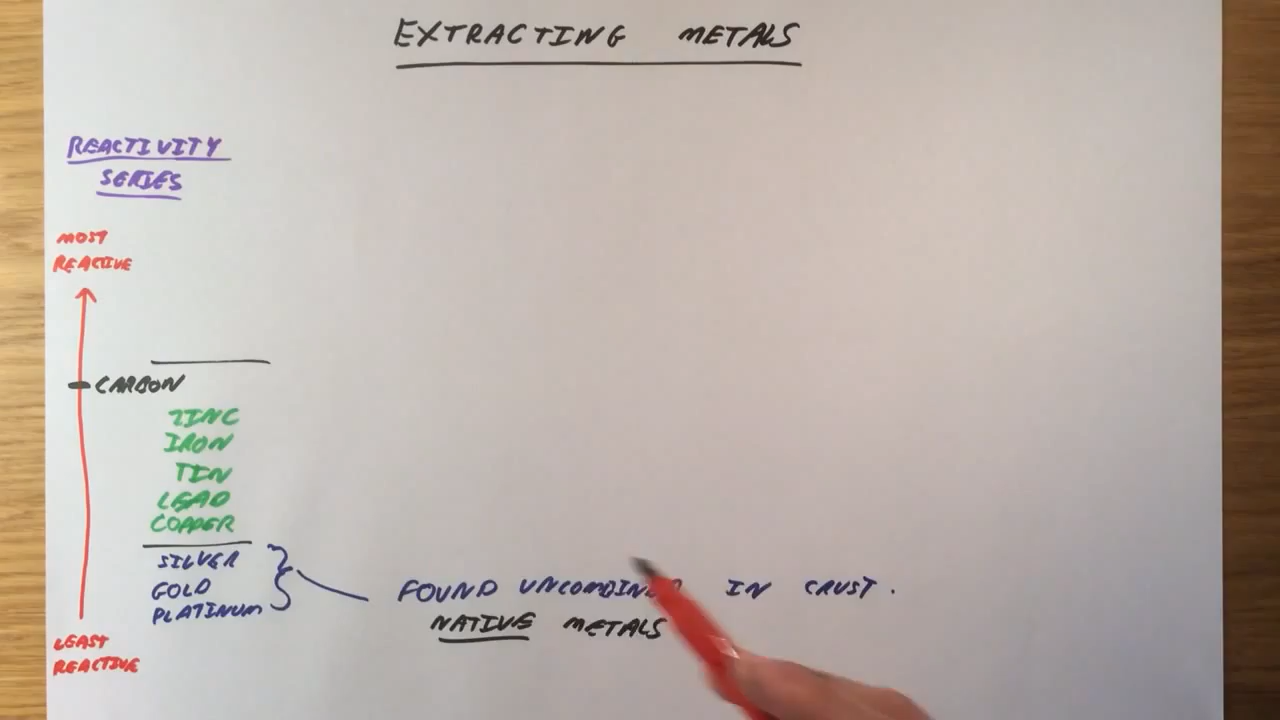 EXTRACTING METALS
REACTIVITY
SERIES
MOST
REACTIVE
CARBON
ZINC
IRON
TIN
LEAD
COPPER
SILVER
GOLD
PLATINUM
FOUND UNCOMBINED IN CRUST.
NATIVE METALS
LEAST
REACTIVE